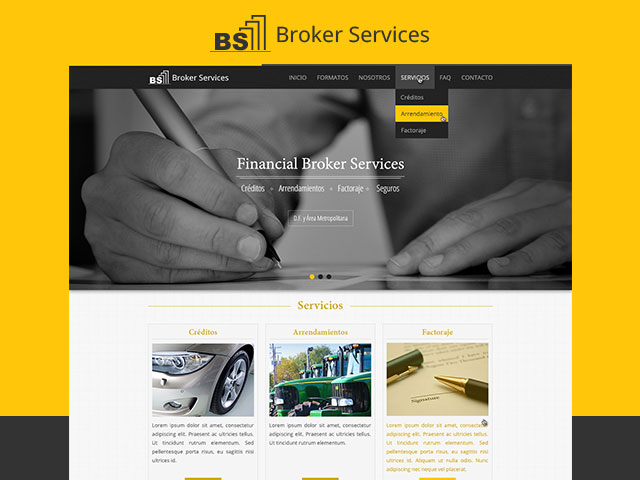 BS Broker Services
BS Broker Services
INICIO FORMATOS NOSOTROS SERVICIOS FAQ CONTACTO
Créditos
Arrendamiento
Factoraje
Financial Broker Services
Créditos + Arrendamientos + Factoraje + Seguros
D.F. y Área Metropolitana
Servicios
Créditos
Lorem ipsum dolor sit amet, consectetur
adipiscing elit. Praesent ac ultricies tellus.
Ut tincidunt rutrum elementum. Sed
pellentesque porta risus, eu sagittis nisi
ultrices id.
Arrendamientos
Lorem ipsum dolor sit amet, consectetur
adipiscing elit. Praesent ac ultricies tellus.
Ut tincidunt rutrum elementum.
Factoraje
Signature
Lorem ipsum dolor sit amet, consectetur
adipiscing elit. Praesent ac ultricies tellus.
Ut tincidunt rutrum elementum. Sed
pellentesque porta risus, eu sagittis nisi
ultrices id. Aliquam ut nulla odio. Nunc
adipiscing nec neque vel placerat.